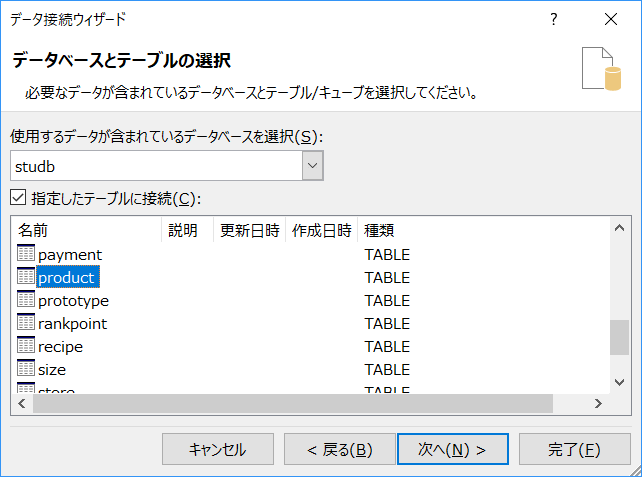 データ接続ウィザード ?
データベースとテーブルの選択
必要なデータが含まれているデータベースとテーブル/キューブを選択してください。
使用するデータが含まれているデータベースを選択(S):
studb
指定したテーブルに接続(C):
名前 説明 更新日時 作成日時 種類
payment TABLE
product TABLE
prototype TABLE
rankpoint TABLE
recipe TABLE
size TABLE
store TABLE
キャンセル < 戻る(B) 次へ(N) > 完了(F)